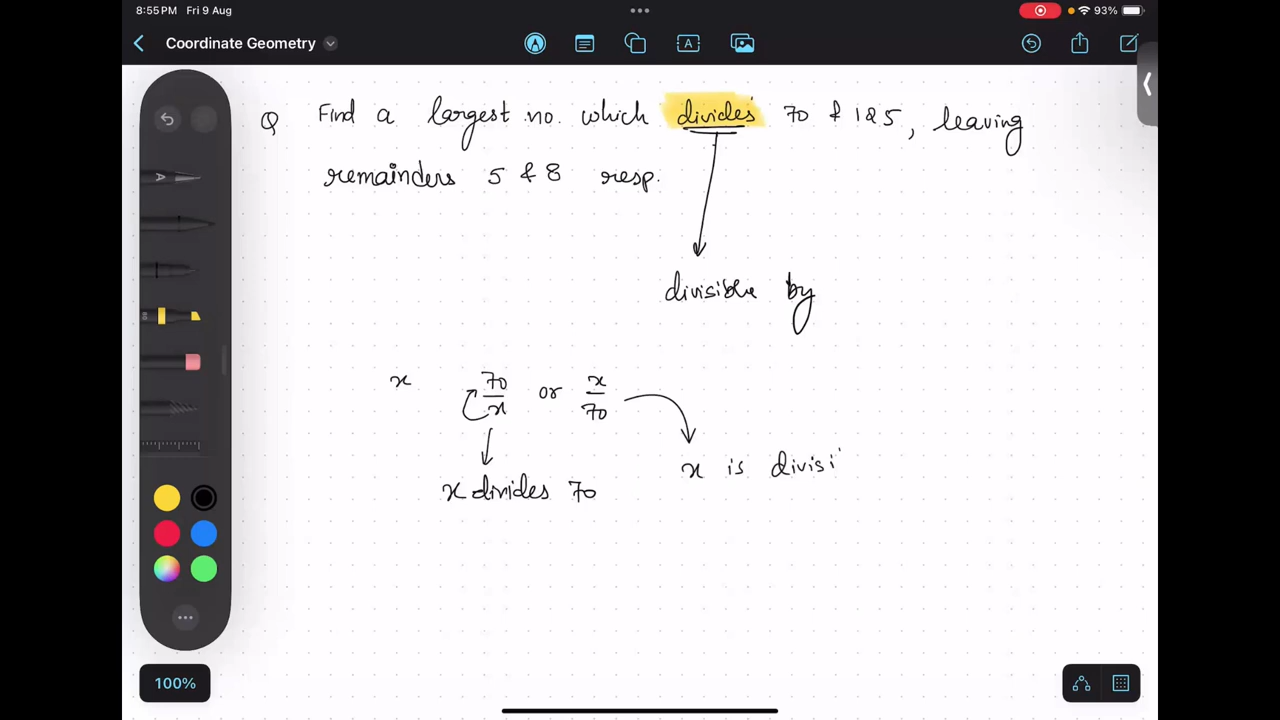 8:55 PM Fri 9 Aug
93%
Coordinate Geometry
Q Find a largest no. which divides 70 & 125, leaving
remainders 5 & 8 resp.
divisible by
x 70/x or x/70
x divides 70
x is divisi
100%